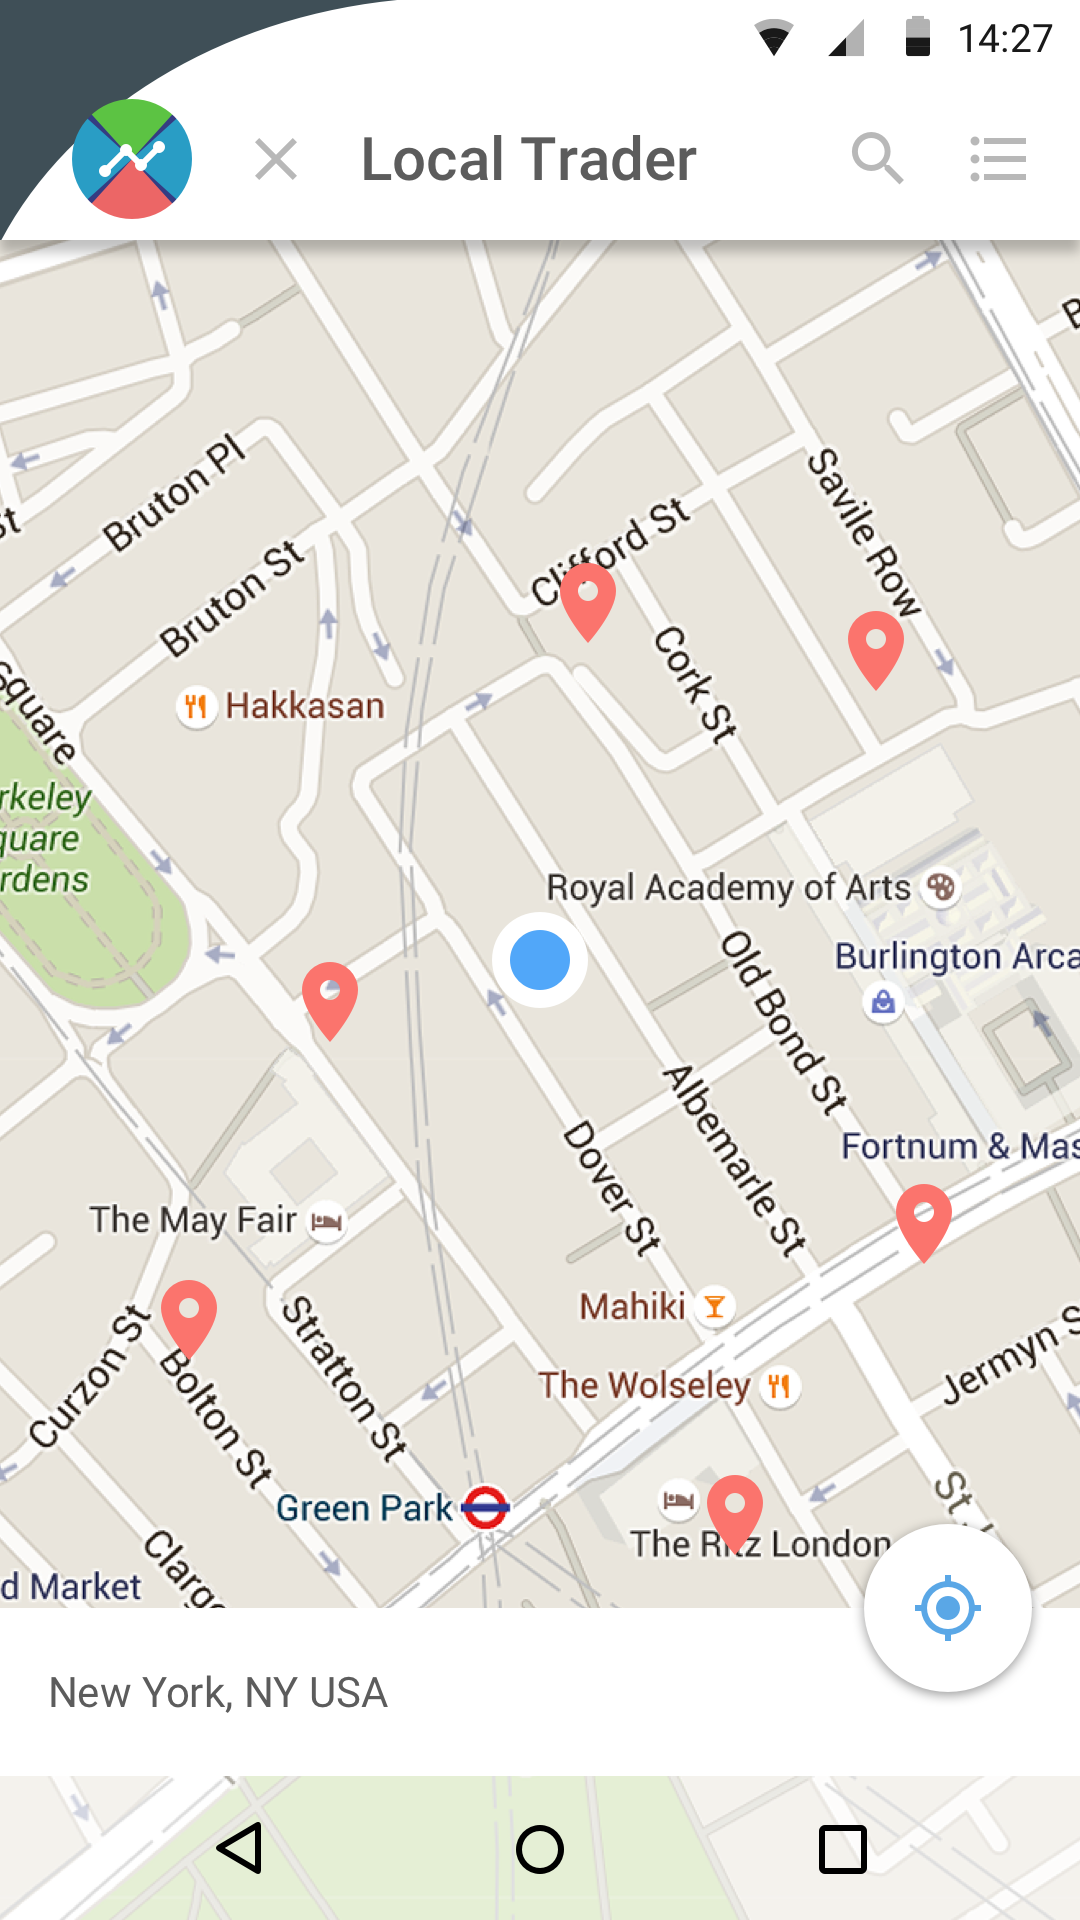 14:27
Local Trader
B
Bruton Pl
St
Clifford St
Savile Row
Bruton St
Cork St
Square
Hakkasan
rkeley
quare
rdens
Royal Academy of Arts
Old Bond St
Burlington Arca
Albemarle St
Dover St
Fortnum & Mas
The May Fair
Mahiki
Curzon St
Stratton St
Jermyn S
Bolton St
The Wolseley
St J
Green Park
The Ritz London
Clarge
d Market
New York, NY USA